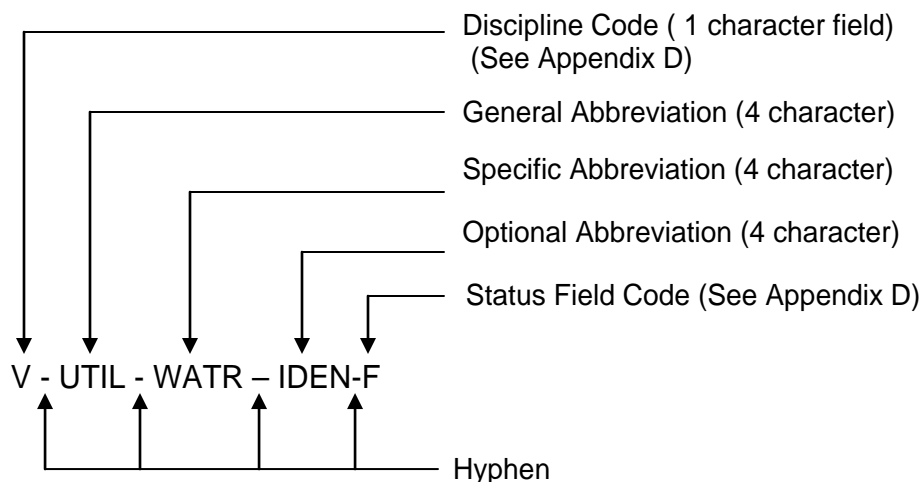 Discipline Code ( 1 character field)
(See Appendix D)
General Abbreviation (4 character)
Specific Abbreviation (4 character)
Optional Abbreviation (4 character)
Status Field Code (See Appendix D)
V - UTIL - WATR – IDEN-F
Hyphen